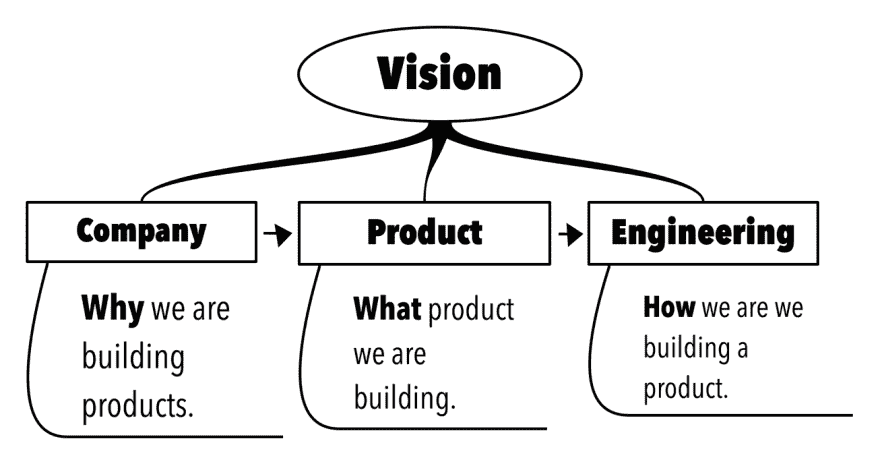 Vision
Company
Product
Engineering
Why we are
building
products.
What product
we are
building.
How we are we
building a
product.